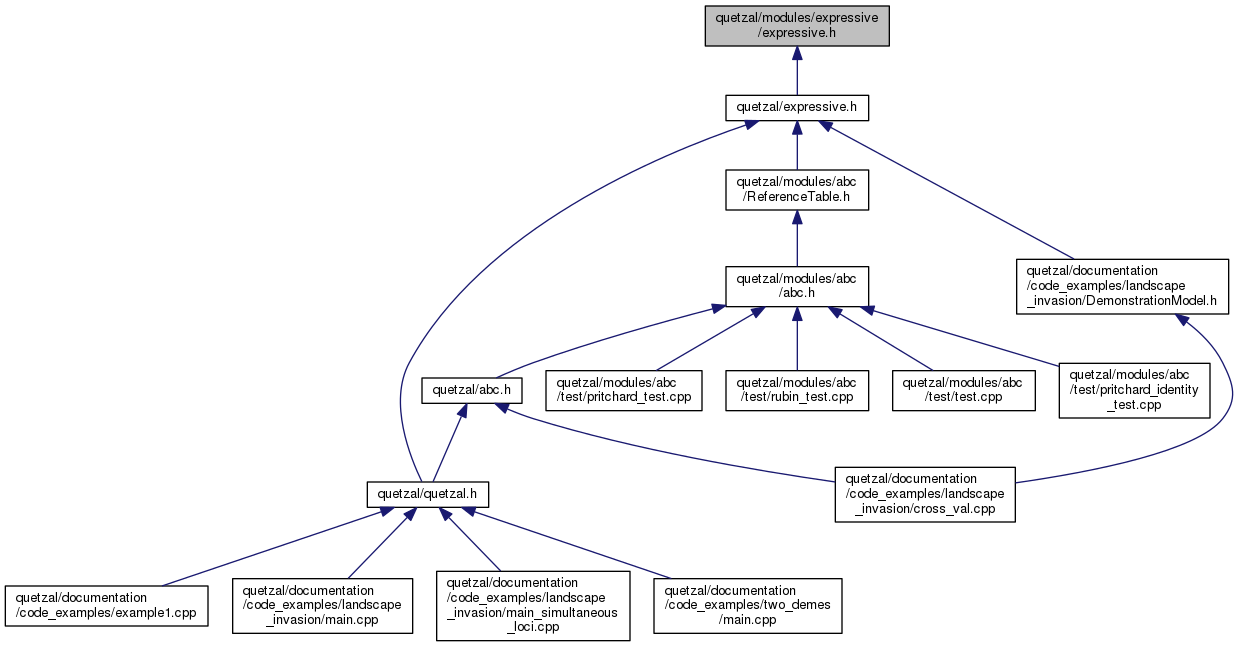 quetzal/modules/expressive
/expressive.h
quetzal/expressive.h
quetzal/modules/abc
/ReferenceTable.h
quetzal/modules/abc
/abc.h
quetzal/documentation
/code_examples/landscape
_invasion/DemonstrationModel.h
quetzal/abc.h
quetzal/modules/abc
/test/pritchard_test.cpp
quetzal/modules/abc
/test/rubin_test.cpp
quetzal/modules/abc
/test/test.cpp
quetzal/modules/abc
/test/pritchard_identity
_test.cpp
quetzal/quetzal.h
quetzal/documentation
/code_examples/landscape
_invasion/cross_val.cpp
quetzal/documentation
/code_examples/example1.cpp
quetzal/documentation
/code_examples/landscape
_invasion/main.cpp
quetzal/documentation
/code_examples/landscape
_invasion/main_simultaneous
_loci.cpp
quetzal/documentation
/code_examples/two_demes
/main.cpp